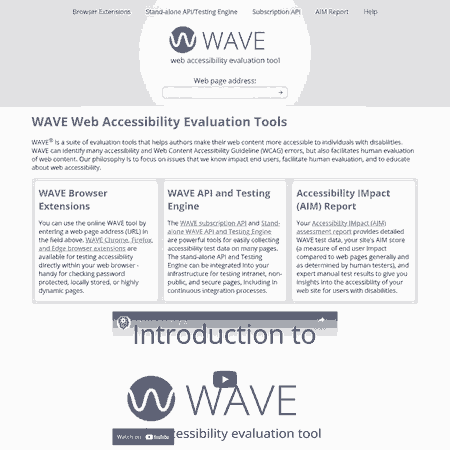 Browser Extensions Stand-alone API/Testing Engine Subscription API AIM Report Help
WAVE
web accessibility evaluation tool
Web page address:
WAVE Web Accessibility Evaluation Tools
WAVE® is a suite of evaluation tools that helps authors make their web content more accessible to individuals with disabilities.
WAVE can identify many accessibility and Web Content Accessibility Guideline (WCAG) errors, but also facilitates human evaluation
of web content. Our philosophy is to focus on issues that we know impact end users, facilitate human evaluation, and to educate
about web accessibility.
WAVE Browser
Extensions
You can use the online WAVE tool by
entering a web page address (URL) in
the field above. WAVE Chrome, Firefox,
and Edge browser extensions are
available for testing accessibility
directly within your web browser -
handy for checking password
protected, locally stored, or highly
dynamic pages.
WAVE API and Testing
Engine
The WAVE subscription API and Stand-
alone WAVE API and Testing Engine
are powerful tools for easily collecting
accessibility test data on many pages.
The stand-alone API and Testing
Engine can be integrated into your
infrastructure for testing intranet, non-
public, and secure pages, including in
continuous integration processes.
Accessibility IMpact
(AIM) Report
Your Accessibility IMpact (AIM)
assessment report provides detailed
WAVE test data, your site's AIM score
(a measure of end user impact
compared to web pages generally and
as determined by human testers), and
expert manual test results to give you
insights into the accessibility of your
web site for users with disabilities.
Introduction to
WAVE
Watch on YouTube
cessibility evaluation tool